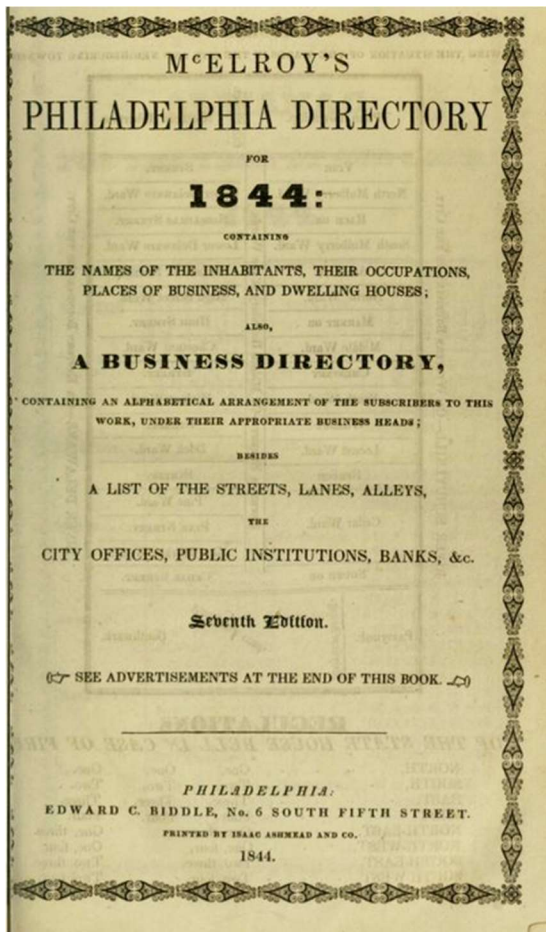 McELROY'S
PHILADELPHIA DIRECTORY
FOR
1844:
CONTAINING
THE NAMES OF THE INHABITANTS, THEIR OCCUPATIONS,
PLACES OF BUSINESS, AND DWELLING HOUSES;
ALSO,
A BUSINESS DIRECTORY,
CONTAINING AN ALPHABETICAL ARRANGEMENT OF THE SUBSCRIBERS TO THIS
WORK, UNDER THEIR APPROPRIATE BUSINESS HEADS;
BESIDES
A LIST OF THE STREETS, LANES, ALLEYS,
THE
CITY OFFICES, PUBLIC INSTITUTIONS, BANKS, &c.
Seventh Edition.
(☞ SEE ADVERTISEMENTS AT THE END OF THIS BOOK. ☜)
PHILADELPHIA:
EDWARD C. BIDDLE, No. 6 SOUTH FIFTH STREET.
PRINTED BY ISAAC ASHMEAD AND CO.
1844.